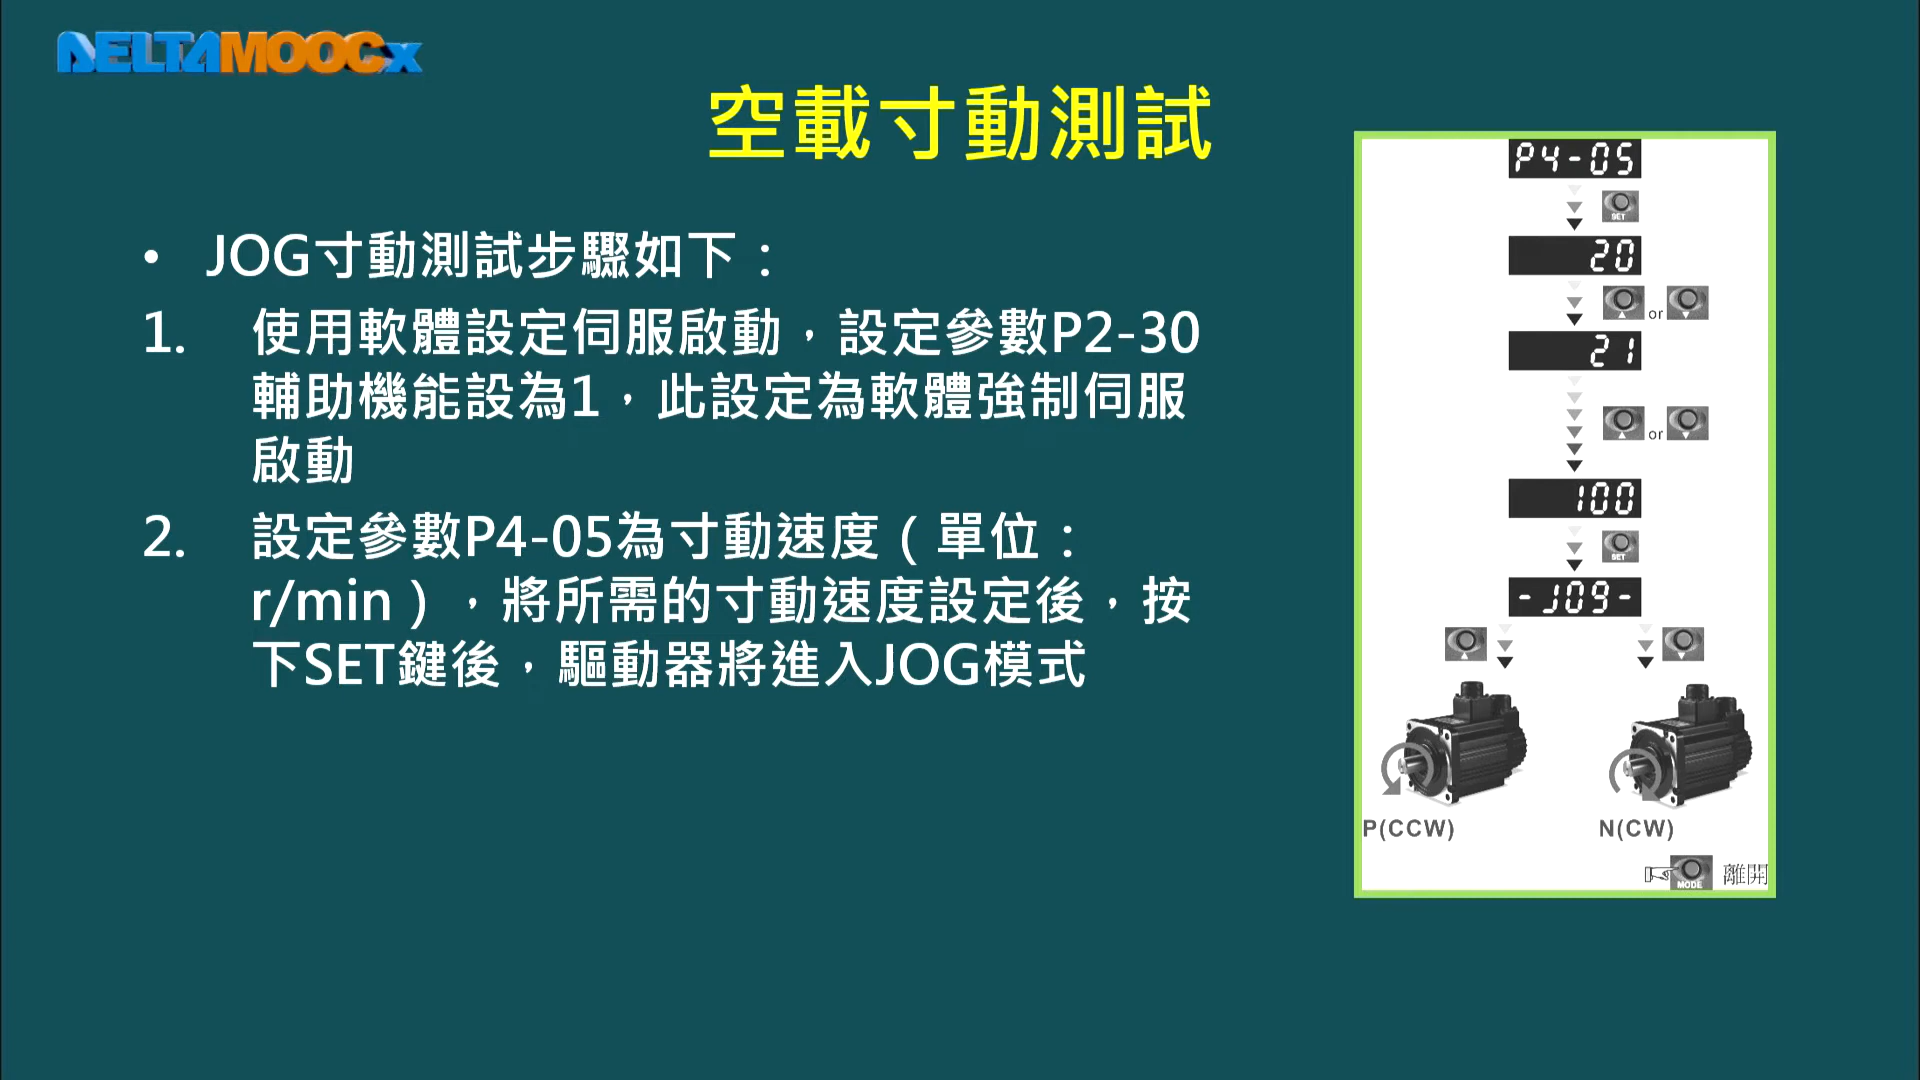 DELTAMOOCx
空載寸動測試
• JOG寸動測試步驟如下：
1. 使用軟體設定伺服啟動，設定參數P2-30
輔助機能設為1，此設定為軟體強制伺服
啟動
2. 設定參數P4-05為寸動速度（單位：
r/min），將所需的寸動速度設定後，按
下SET鍵後，驅動器將進入JOG模式
P4-05
SET
20
or
21
or
100
SET
-JOG-
P(CCW)
N(CW)
MODE
離開